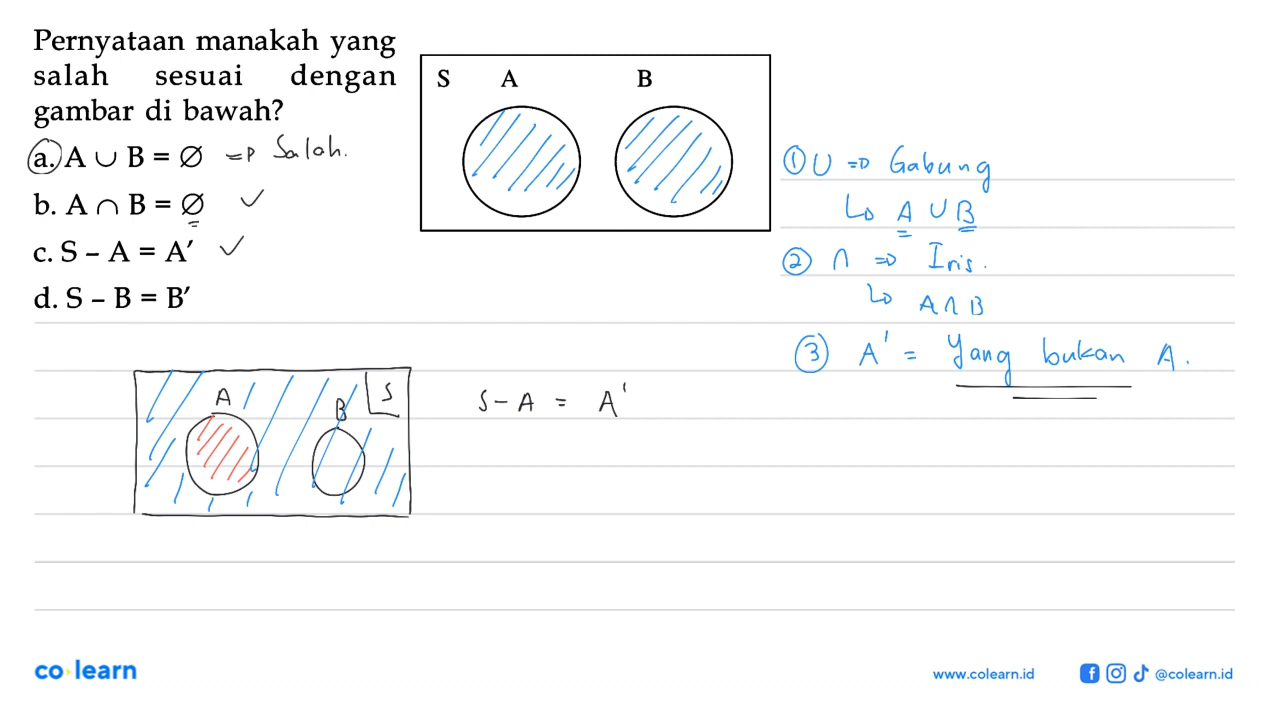 Pernyataan manakah yang
salah sesuai dengan
gambar di bawah?
a. A ∪ B = ∅ => Salah.
b. A ∩ B = ∅ ✓
c. S – A = A′ ✓
d. S – B = B′
S A B
① ∪ => Gabung
↳ A ∪ B
② ∩ => Iris.
↳ A ∩ B
③ A' = Yang bukan A.
A B S
S - A = A'
co learn
www.colearn.id @colearn.id